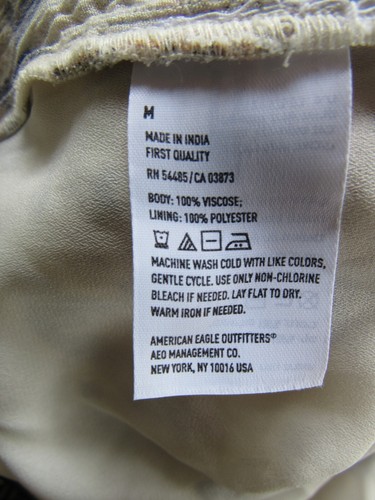 M
MADE IN INDIA
FIRST QUALITY
RN 54485/CA 03873
BODY: 100% VISCOSE;
LINING: 100% POLYESTER
MACHINE WASH COLD WITH LIKE COLORS,
GENTLE CYCLE. USE ONLY NON-CHLORINE
BLEACH IF NEEDED. LAY FLAT TO DRY.
WARM IRON IF NEEDED.
AMERICAN EAGLE OUTFITTERS®
AEO MANAGEMENT CO.
NEW YORK, NY 10016 USA